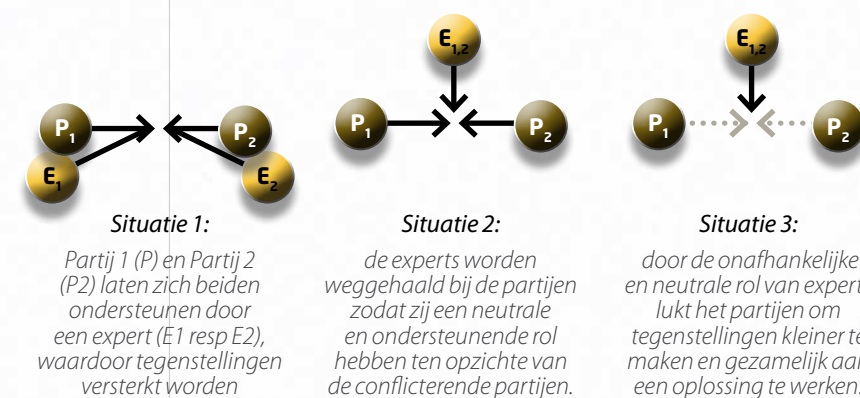 E1,2
E1,2
P1
P2
E1
E2
P1
P2
P1
P2
Situatie 1:
Partij 1 (P) en Partij 2
(P2) laten zich beiden
ondersteunen door
een expert (E1 resp E2),
waardoor tegenstellingen
versterkt worden
Situatie 2:
de experts worden
weggehaald bij de partijen
zodat zij een neutrale
en ondersteunende rol
hebben ten opzichte van
de conflicterende partijen.
Situatie 3:
door de onafhankelijke
en neutrale rol van expert
lukt het partijen om
tegenstellingen kleiner te
maken en gezamelijk aan
een oplossing te werken.